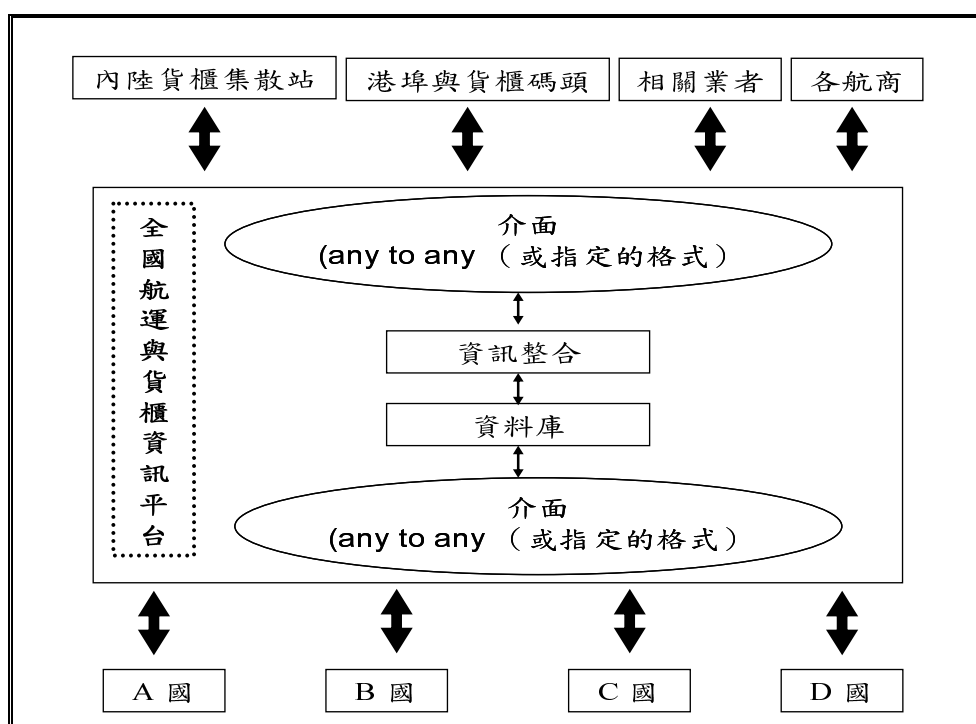 內陸貨櫃集散站
港埠與貨櫃碼頭
相關業者
各航商
全國航運與貨櫃資訊平台
介面
(any to any （或指定的格式）
資訊整合
資料庫
介面
(any to any （或指定的格式）
A 國
B 國
C 國
D 國